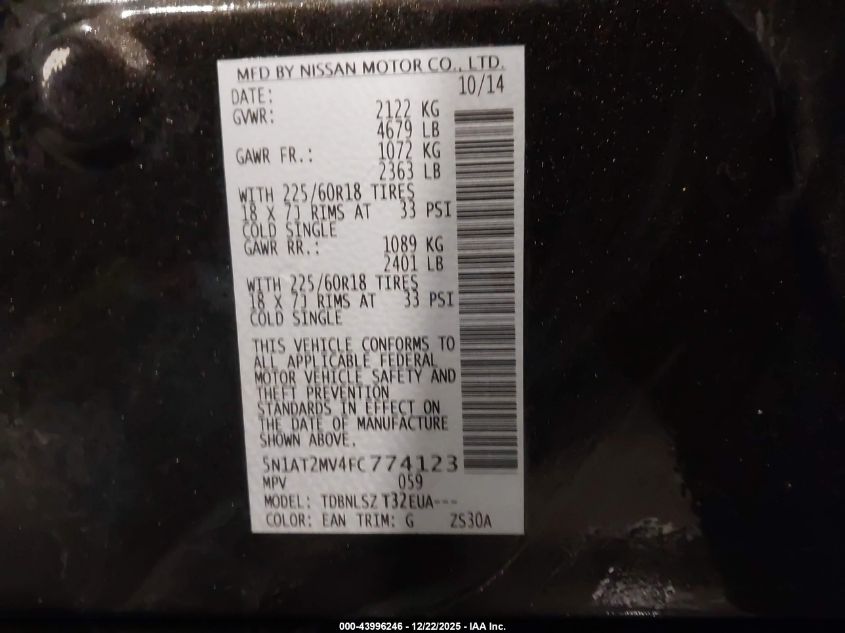 MFD BY NISSAN MOTOR CO., LTD.
DATE: 10/14
GVWR: 2122 KG
4679 LB
GAWR FR.: 1072 KG
2363 LB
WITH 225/60R18 TIRES
18 X 7J RIMS AT 33 PSI
COLD SINGLE
GAWR RR.: 1089 KG
2401 LB
WITH 225/60R18 TIRES
18 X 7J RIMS AT 33 PSI
COLD SINGLE
THIS VEHICLE CONFORMS TO
ALL APPLICABLE FEDERAL
MOTOR VEHICLE SAFETY AND
THEFT PREVENTION
STANDARDS IN EFFECT ON
THE DATE OF MANUFACTURE
SHOWN ABOVE.
5N1AT2MV4FC774123
MPV 059
MODEL: TDBNLSZ T32EUA---
COLOR: EAN TRIM: G ZS30A
000-43996246 - 12/22/2025 - IAA Inc.